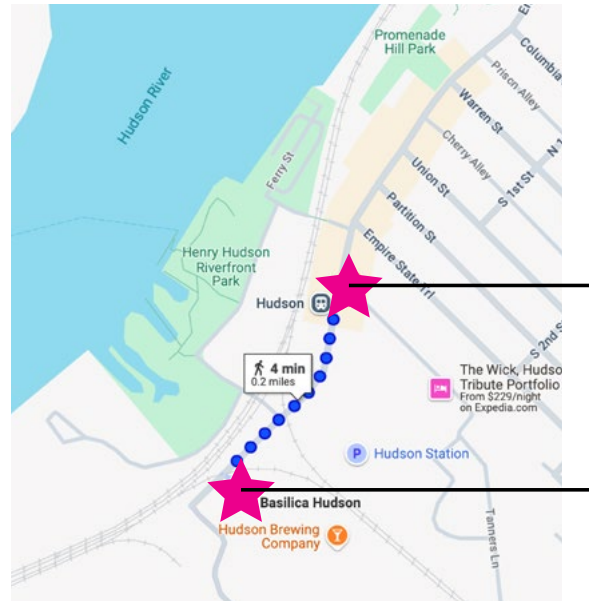 Promenade
Hill Park
Columbia
Prison Alley
Warren St
Cherry Alley
N 1
S 1st St
Union St
Partition St
Empire State Trl
Hudson River
Ferry St
Henry Hudson
Riverfront
Park
Hudson
S 2nd S
4 min
0.2 miles
The Wick, Hudso
Tribute Portfolio
From $229/night
on Expedia.com
P
Hudson Station
Basilica Hudson
Hudson Brewing
Company
Tanners Ln